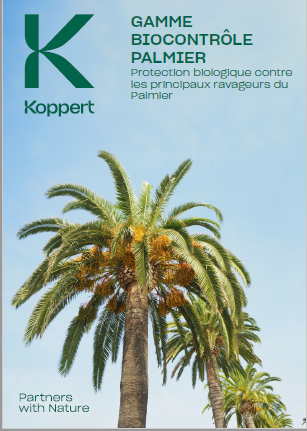 Koppert
GAMME
BIOCONTRÔLE
PALMIER
Protection biologique contre
les principaux ravageurs du
Palmier
Partners
with Nature